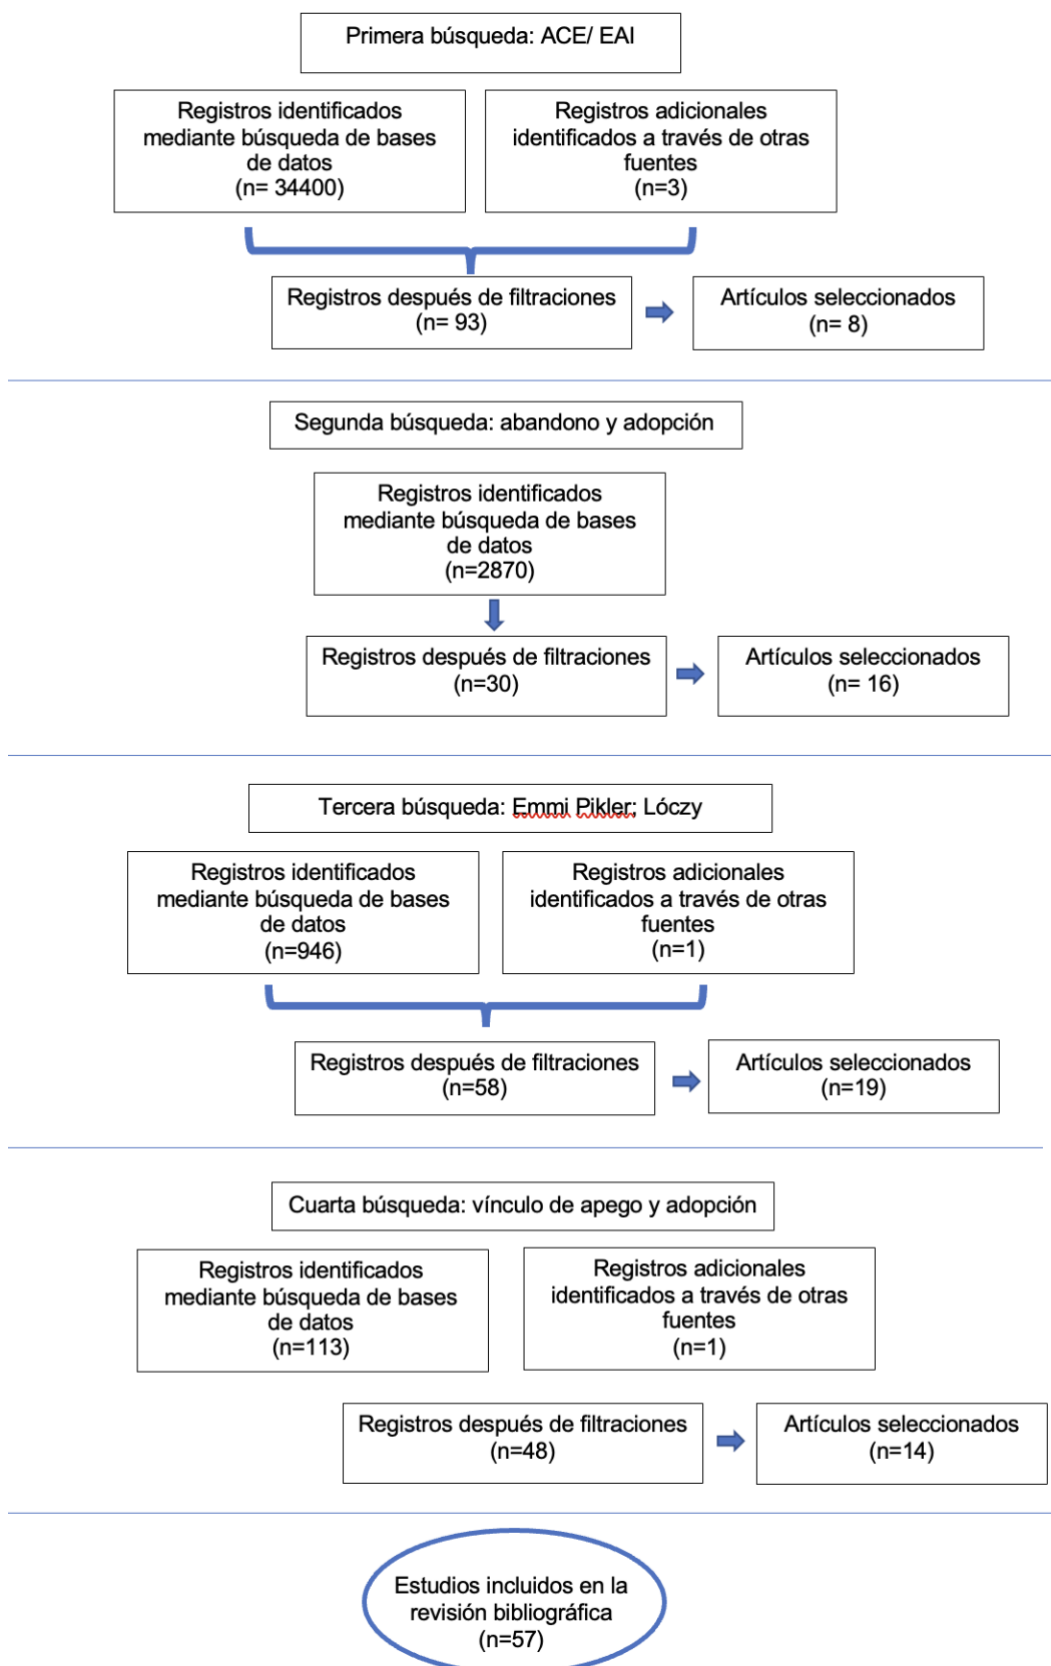 Primera búsqueda: ACE/ EAI
Registros identificados
mediante búsqueda de bases
de datos
(n= 34400)
Registros adicionales
identificados a través de otras
fuentes
(n=3)
Registros después de filtraciones
(n= 93)
Artículos seleccionados
(n= 8)
Segunda búsqueda: abandono y adopción
Registros identificados
mediante búsqueda de bases
de datos
(n=2870)
Registros después de filtraciones
(n=30)
Artículos seleccionados
(n= 16)
Tercera búsqueda: Emmi Pikler; Lóczy
Registros identificados
mediante búsqueda de bases
de datos
(n=946)
Registros adicionales
identificados a través de otras
fuentes
(n=1)
Registros después de filtraciones
(n=58)
Artículos seleccionados
(n=19)
Cuarta búsqueda: vínculo de apego y adopción
Registros identificados
mediante búsqueda de bases
de datos
(n=113)
Registros adicionales
identificados a través de otras
fuentes
(n=1)
Registros después de filtraciones
(n=48)
Artículos seleccionados
(n=14)
Estudios incluidos en la
revisión bibliográfica
(n=57)